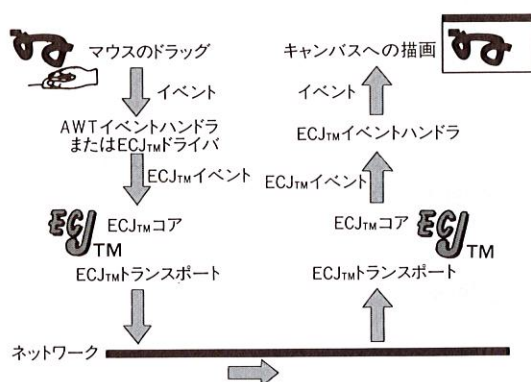 マウスのドラッグ
イベント
AWTイベントハンドラ
またはECJTMドライバ
ECJTMイベント
ECJ TM
ECJTMコア
ECJTMトランスポート
ネットワーク
キャンバスへの描画
イベント
ECJTMイベントハンドラ
ECJTMイベント
ECJTMコア
ECJ TM
ECJTMトランスポート